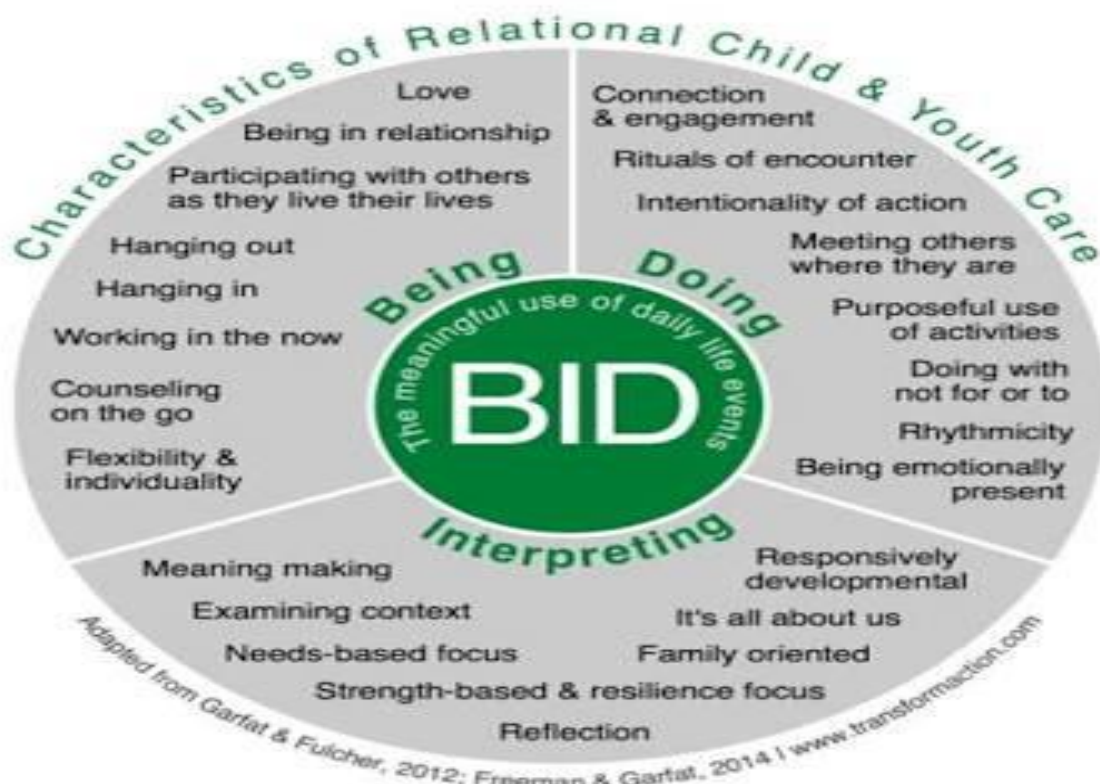 Characteristics of Relational Child & Youth Care
Love
Being in relationship
Participating with others
as they live their lives
Hanging out
Hanging in
Working in the now
Counseling
on the go
Flexibility &
individuality
Being
Connection
& engagement
Rituals of encounter
Intentionality of action
Meeting others
where they are
Purposeful use
of activities
Doing with
not for or to
Rhythmicity
Being emotionally
present
Doing
The meaningful use of daily life events
BID
Interpreting
Meaning making
Examining context
Needs-based focus
Strength-based & resilience focus
Reflection
Responsively
developmental
It's all about us
Family oriented
Adapted from Garfat & Fulcher, 2012; Freeman & Garfat, 2014 | www.transformaction.com